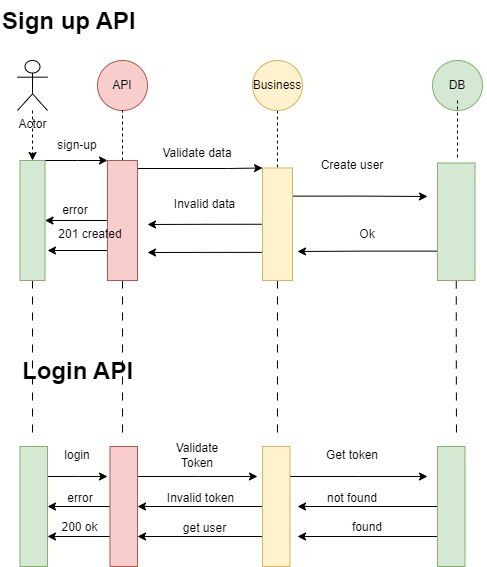 Sign up API
API
Business
DB
Actor
sign-up
Validate data
Create user
Invalid data
error
201 created
Ok
Login API
login
Validate
Token
Get token
error
Invalid token
not found
200 ok
get user
found